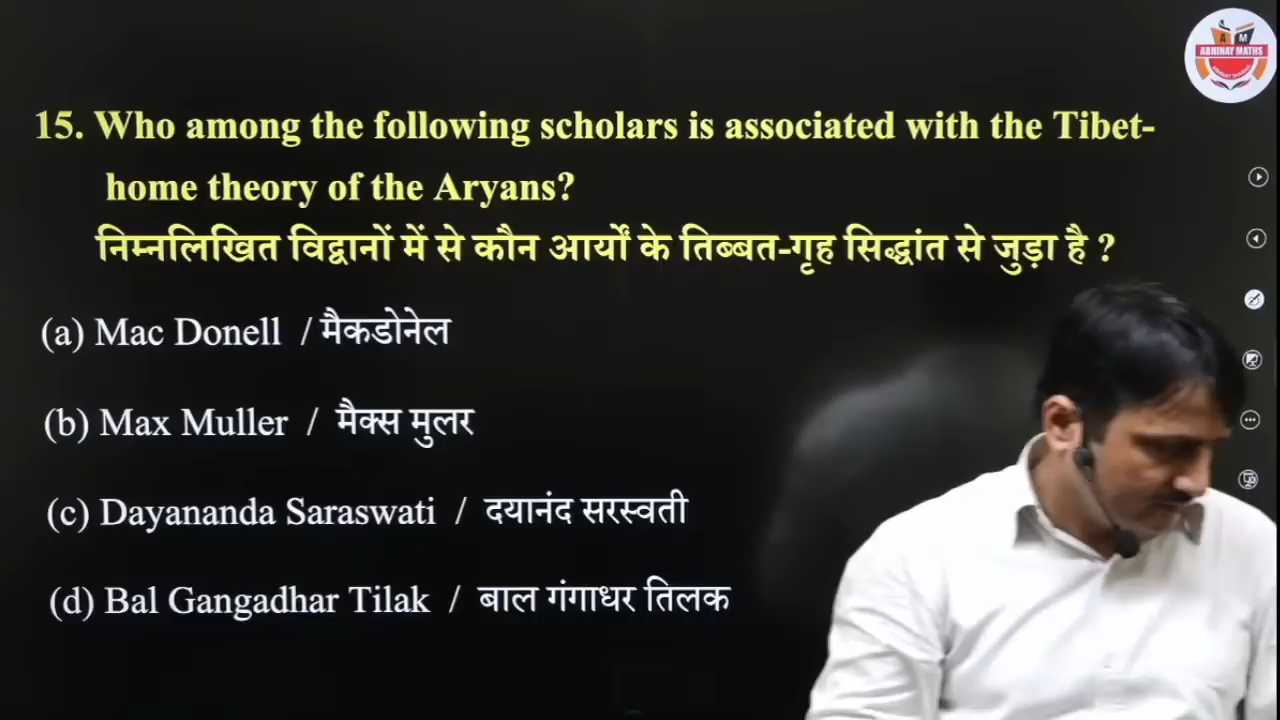 15. Who among the following scholars is associated with the Tibet-
home theory of the Aryans?
निम्नलिखित विद्वानों में से कौन आर्यों के तिब्बत-गृह सिद्धांत से जुड़ा है ?
(a) Mac Donell / मैकडोनेल
(b) Max Muller / मैक्स मुलर
(c) Dayananda Saraswati / दयानंद सरस्वती
(d) Bal Gangadhar Tilak / बाल गंगाधर तिलक
A M
ABHINAY MATHS